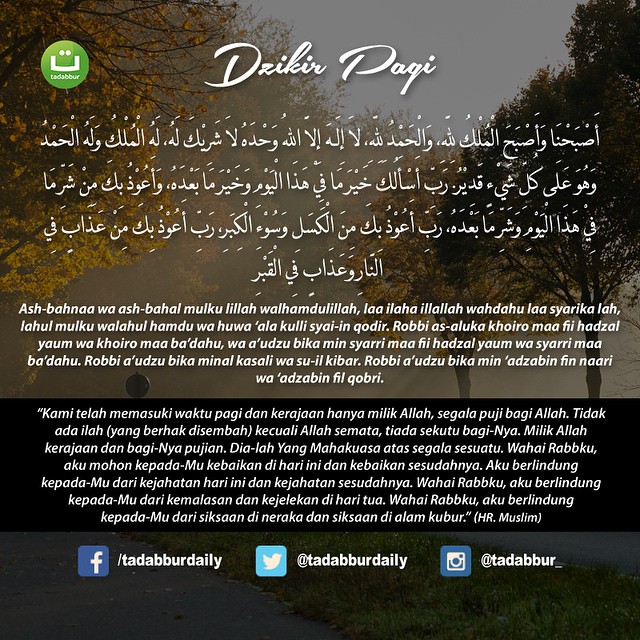 ت
tadabbur
Dzikir Pagi
أَصْبَحْنَا وَأَصْبَحَ الْمُلْكُ لِلَّهِ، وَالْحَمْدُ لِلَّهِ، لَا إِلَهَ إِلَّا اللهُ وَحْدَهُ لَا شَرِيْكَ لَهُ، لَهُ الْمُلْكُ وَلَهُ الْحَمْدُ
وَهُوَ عَلَى كُلِّ شَيْءٍ قَدِيْرُ. رَبِّ أَسْأَلُكَ خَيْرَ مَا فِيْ هَذَا الْيَوْمِ وَخَيْرَ مَا بَعْدَهُ، وَأَعُوْذُ بِكَ مِنْ شَرِّ مَا
فِيْ هَذَا الْيَوْمِ وَشَرِّ مَا بَعْدَهُ، رَبِّ أَعُوْذُ بِكَ مِنَ الْكَسَلِ وَسُوْءِ الْكِبَرِ، رَبِّ أَعُوْذُ بِكَ مِنْ عَذَابٍ فِي
النَّارِ وَعَذَابٍ فِي الْقَبْرِ
Ash-bahnaa wa ash-bahal mulku lillah walhamdulillah, laa ilaha illallah wahdahu laa syarika lah,
lahul mulku walahul hamdu wa huwa 'ala kulli syai-in qodir. Robbi as-aluka khoiro maa fii hadzal
yaum wa khoiro maa ba'dahu, wa a'udzu bika min syarri maa fii hadzal yaum wa syarri maa
ba'dahu. Robbi a'udzu bika minal kasali wa su-il kibar. Robbi a'udzu bika min 'adzabin fin naari
wa 'adzabin fil qobri.
"Kami telah memasuki waktu pagi dan kerajaan hanya milik Allah, segala puji bagi Allah. Tidak
ada ilah (yang berhak disembah) kecuali Allah semata, tiada sekutu bagi-Nya. Milik Allah
kerajaan dan bagi-Nya pujian. Dia-lah Yang Mahakuasa atas segala sesuatu. Wahai Rabbku,
aku mohon kepada-Mu kebaikan di hari ini dan kebaikan sesudahnya. Aku berlindung
kepada-Mu dari kejahatan hari ini dan kejahatan sesudahnya. Wahai Rabbku, aku berlindung
kepada-Mu dari kemalasan dan kejelekan di hari tua. Wahai Rabbku, aku berlindung
kepada-Mu dari siksaan di neraka dan siksaan di alam kubur." (HR. Muslim)
/tadabburdaily @tadabburdaily @tadabbur_